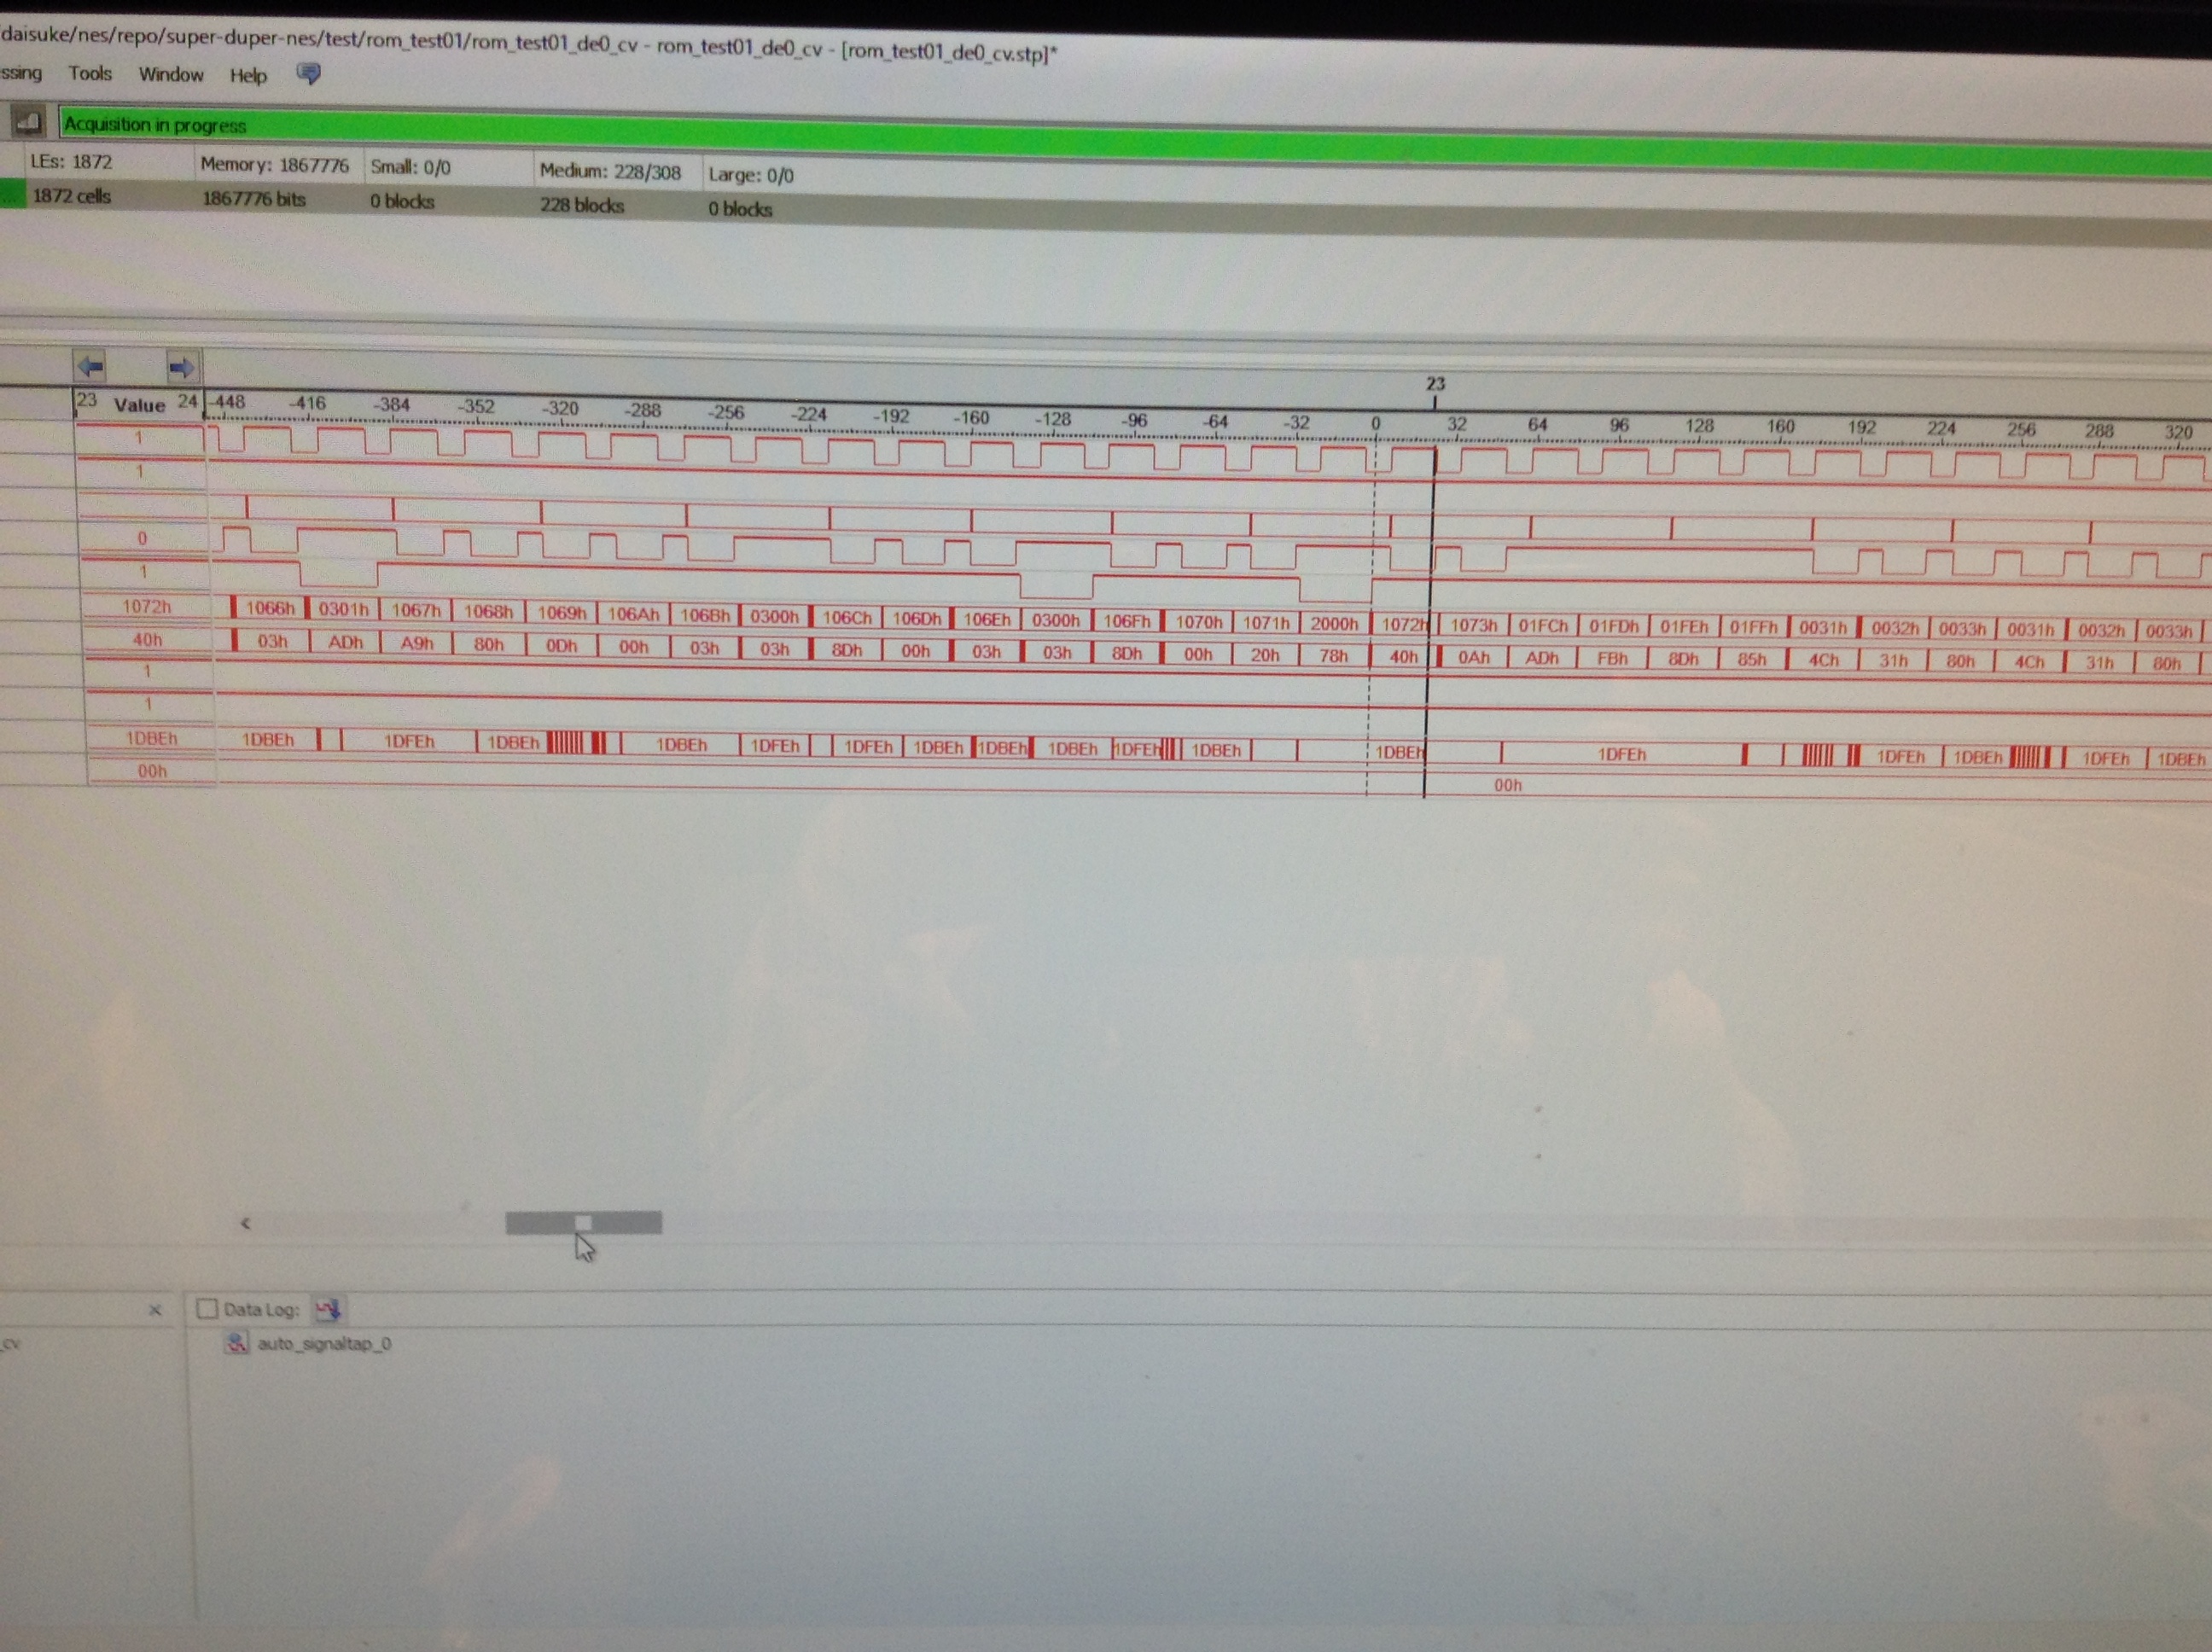 daisuke/nes/repo/super-duper-nes/test/rom_test01/rom_test01_de0_cv - rom_test01_de0_cv - [rom_test01_de0_cv.stp]*
ssing Tools Window Help
Acquisition in progress
LEs: 1872 Memory: 1867776 Small: 0/0 Medium: 228/308 Large: 0/0
1872 cells 1867776 bits 0 blocks 228 blocks 0 blocks
23
23 Value 24 -448 -416 -384 -352 -320 -288 -256 -224 -192 -160 -128 -96 -64 -32 0 32 64 96 128 160 192 224 256 288 320
1
1
0
1
1072h 1066h 0301h 1067h 1068h 1069h 106Ah 106Bh 0300h 106Ch 106Dh 106Eh 0300h 106Fh 1070h 1071h 2000h 1072h 1073h 01FCh 01FDh 01FEh 01FFh 0031h 0032h 0033h 0031h 0032h 0033h
40h 03h ADh A9h 80h 0Dh 00h 03h 03h 8Dh 00h 03h 03h 8Dh 00h 20h 78h 40h 0Ah ADh FBh 8Dh 85h 4Ch 31h 80h 4Ch 31h 80h
1
1
1DBEh 1DBEh 1DFEh 1DBEh 1DBEh 1DFEh 1DFEh 1DBEh 1DBEh 1DBEh 1DFEh 1DBEh 1DBEh 1DFEh 1DFEh 1DBEh 1DFEh 1DBEh
00h 00h
Data Log:
_cv auto_signaltap_0